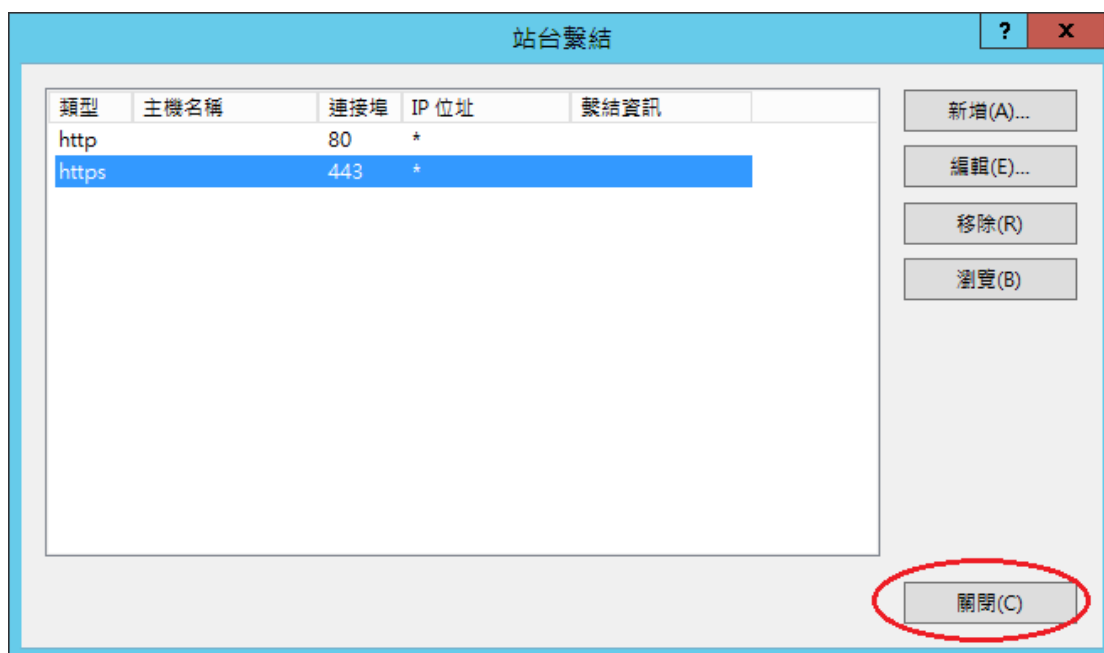 站台繫結
?
x
類型 主機名稱 連接埠 IP 位址 繫結資訊
http 80 *
https 443 *
新增(A)...
編輯(E)...
移除(R)
瀏覽(B)
關閉(C)